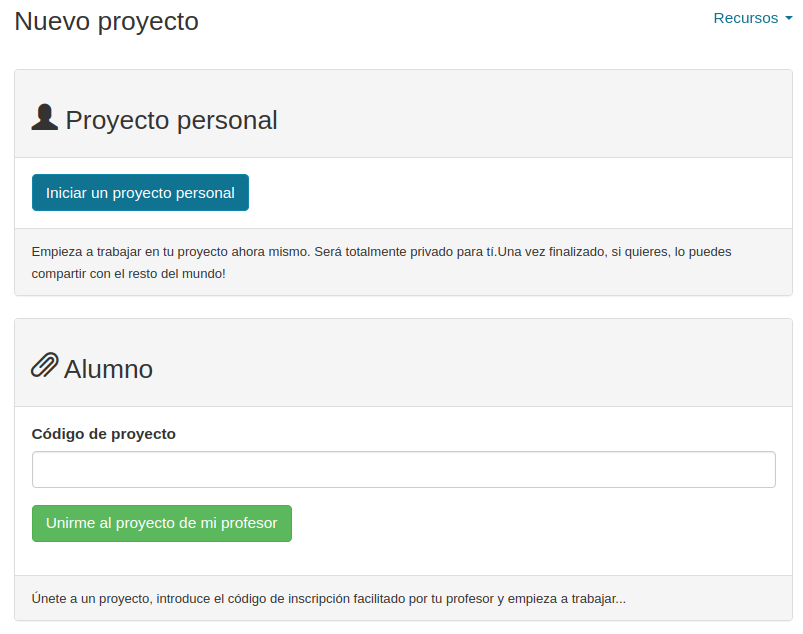 Nuevo proyecto
Recursos
Proyecto personal
Iniciar un proyecto personal
Empieza a trabajar en tu proyecto ahora mismo. Será totalmente privado para tí.Una vez finalizado, si quieres, lo puedes
compartir con el resto del mundo!
Alumno
Código de proyecto
Unirme al proyecto de mi profesor
Únete a un proyecto, introduce el código de inscripción facilitado por tu profesor y empieza a trabajar...